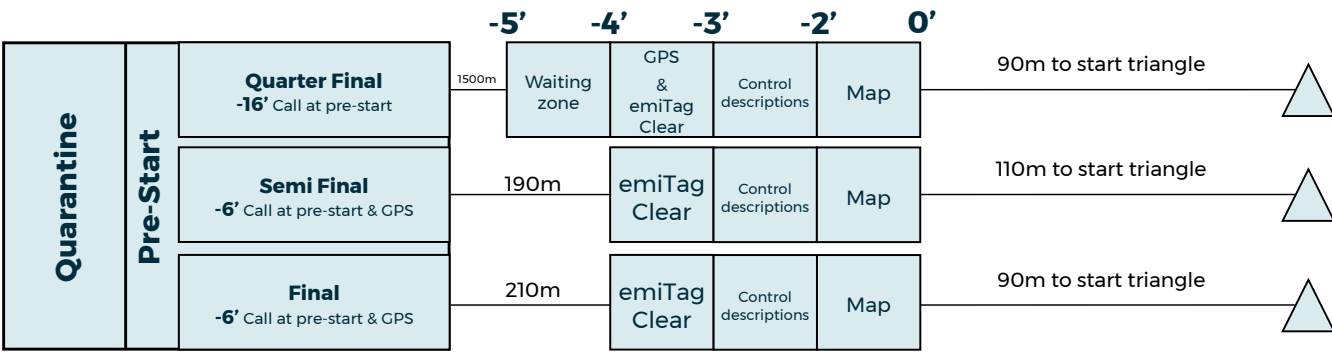 -5’ -4’ -3’ -2’ 0’
Quarantine
Pre-Start
Quarter Final
-16’ Call at pre-start
1500m
Waiting
zone
GPS
&
emiTag
Clear
Control
descriptions
Map
90m to start triangle
Semi Final
-6’ Call at pre-start & GPS
190m
emiTag
Clear
Control
descriptions
Map
110m to start triangle
Final
-6’ Call at pre-start & GPS
210m
emiTag
Clear
Control
descriptions
Map
90m to start triangle